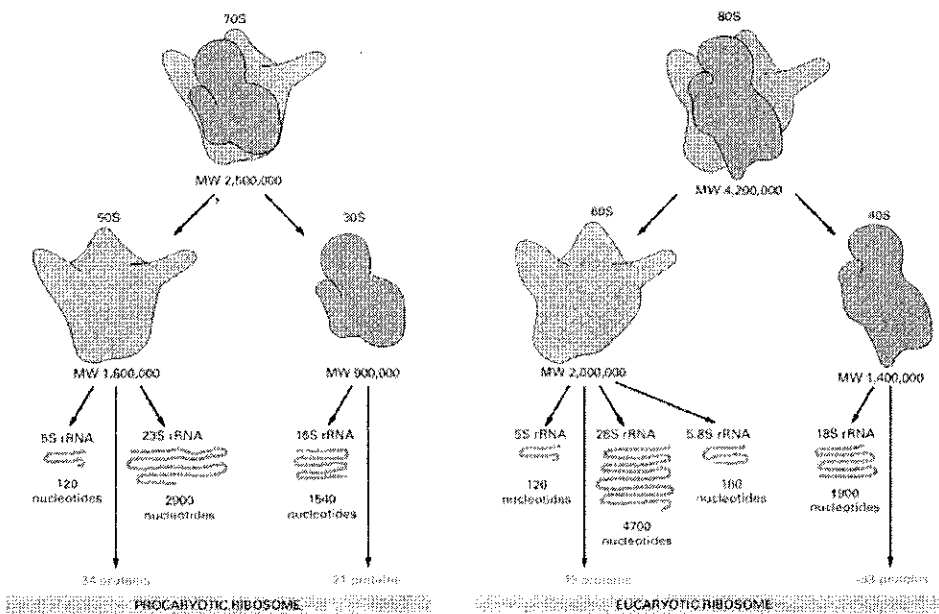 70S
MW 2,500,000
50S
30S
MW 1,600,000
MW 900,000
5S rRNA
23S rRNA
16S rRNA
120
nucleotides
2900
nucleotides
1540
nucleotides
34 proteins
21 proteins
PROCARYOTIC RIBOSOME
80S
MW 4,200,000
60S
40S
MW
MW 1,400,000
5S rRNA
28S rRNA
5.8S rRNA
18S rRNA
120
nucleotides
4700
nucleotides
160
nucleotides
1900
nucleotides
proteins
~33 proteins
EUCARYOTIC RIBOSOME